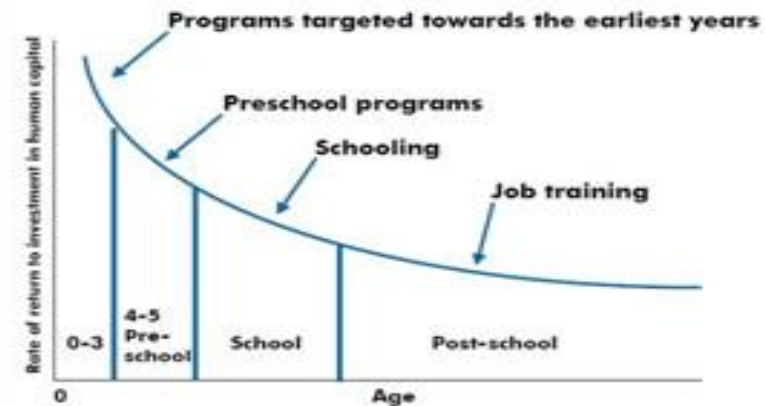 Programs targeted towards the earliest years
Preschool programs
Schooling
Job training
Rate of return to investment in human capital
0-3
4-5
Pre-
school
School
Post-school
0
Age